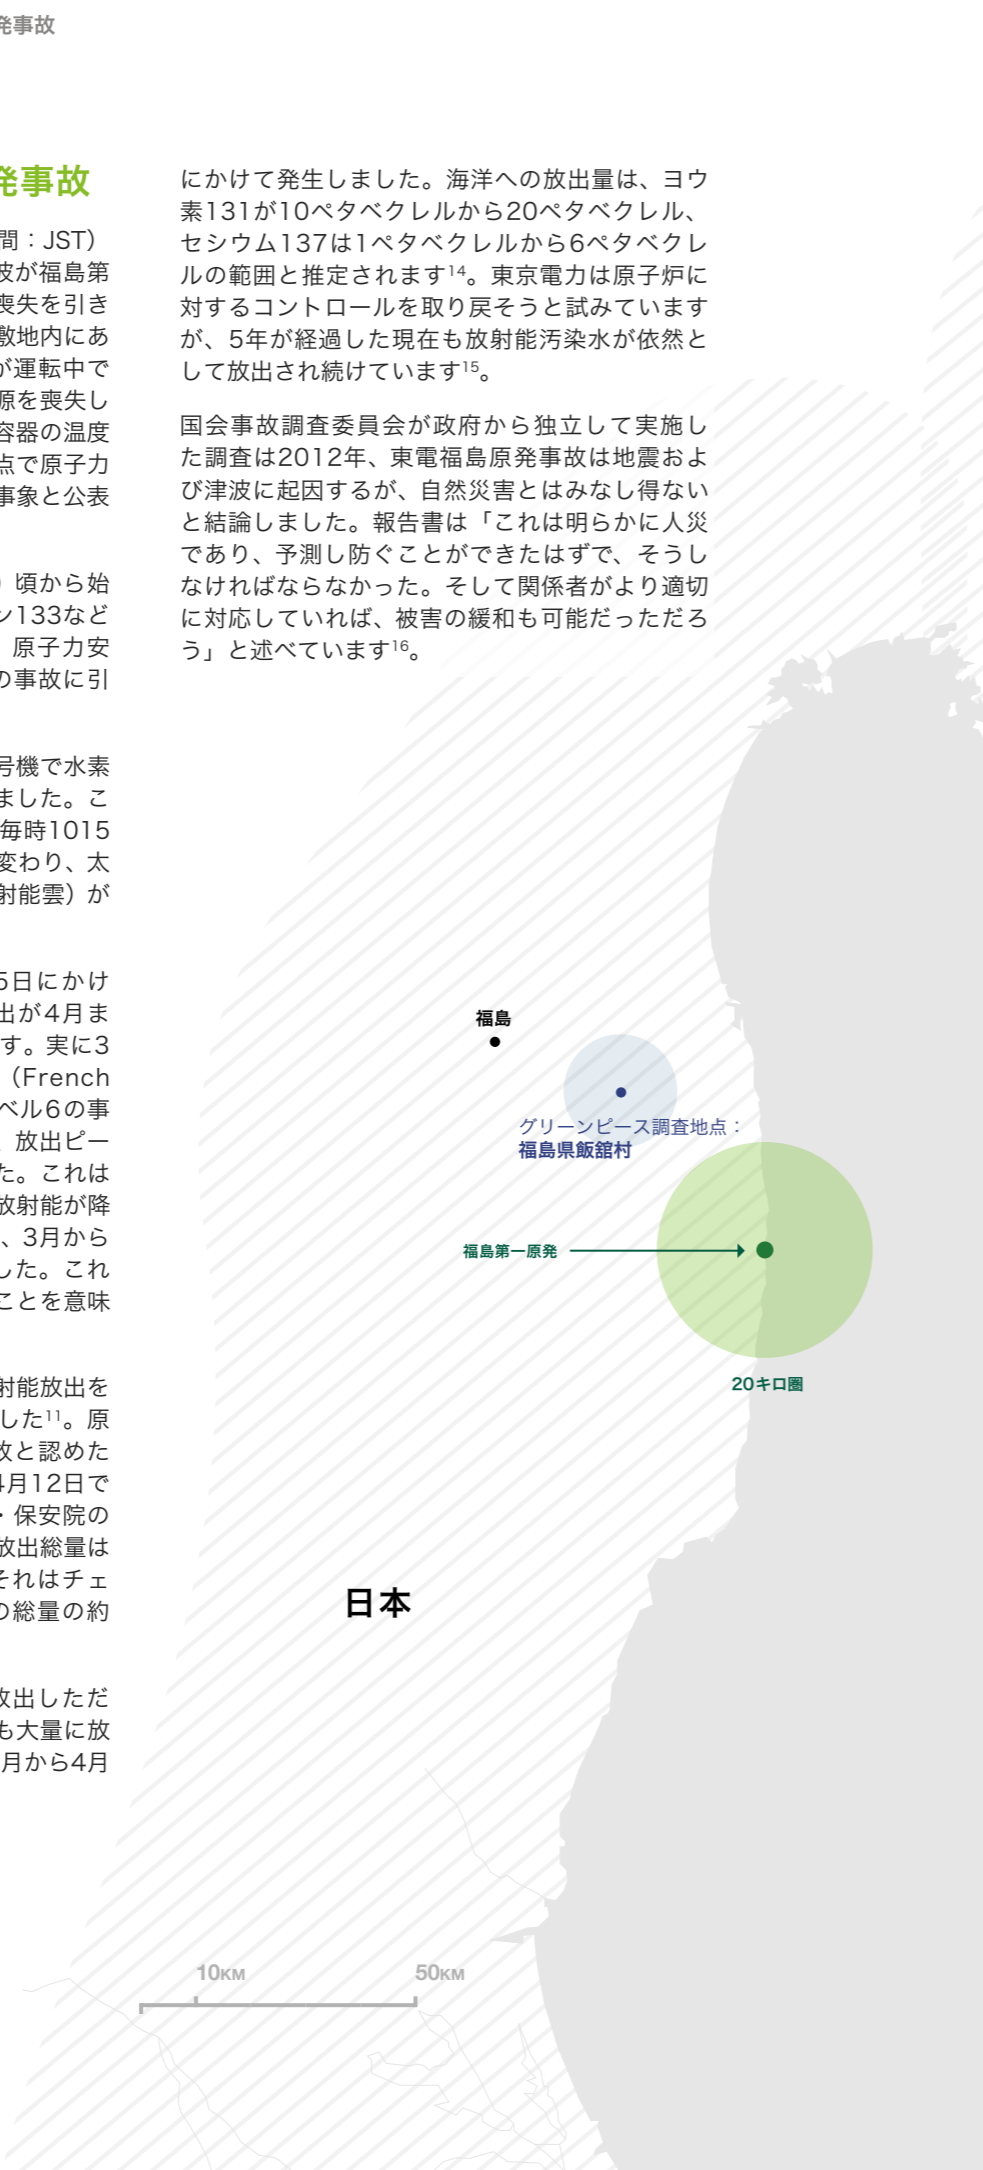 発事故
発事故
間：JST）
波が福島第
喪失を引き
敷地内にあ
が運転中で
源を喪失し
容器の温度
点で原子力
事象と公表
頃から始
ン133など
原子力安
の事故に引
号機で水素
ました。こ
毎時1015
変わり、太
射能雲）が
5日にかけ
出が4月ま
す。実に3
（French
ベル6の事
放出ピー
た。これは
放射能が降
、3月から
した。これ
ことを意味
射能放出を
した11。原
故と認めた
4月12日で
・保安院の
放出総量は
それはチェ
の総量の約
放出しただ
も大量に放
月から4月
にかけて発生しました。海洋への放出量は、ヨウ
素131が10ペタベクレルから20ペタベクレル、
セシウム137は1ペタベクレルから6ペタベクレ
ルの範囲と推定されます14。東京電力は原子炉に
対するコントロールを取り戻そうと試みています
が、5年が経過した現在も放射能汚染水が依然と
して放出され続けています15。
国会事故調査委員会が政府から独立して実施し
た調査は2012年、東電福島原発事故は地震およ
び津波に起因するが、自然災害とはみなし得ない
と結論しました。報告書は「これは明らかに人災
であり、予測し防ぐことができたはずで、そうし
なければならなかった。そして関係者がより適切
に対応していれば、被害の緩和も可能だっただろ
う」と述べています16。
福島
グリーンピース調査地点：
福島県飯舘村
福島第一原発
20キロ圏
日本
10KM 50KM